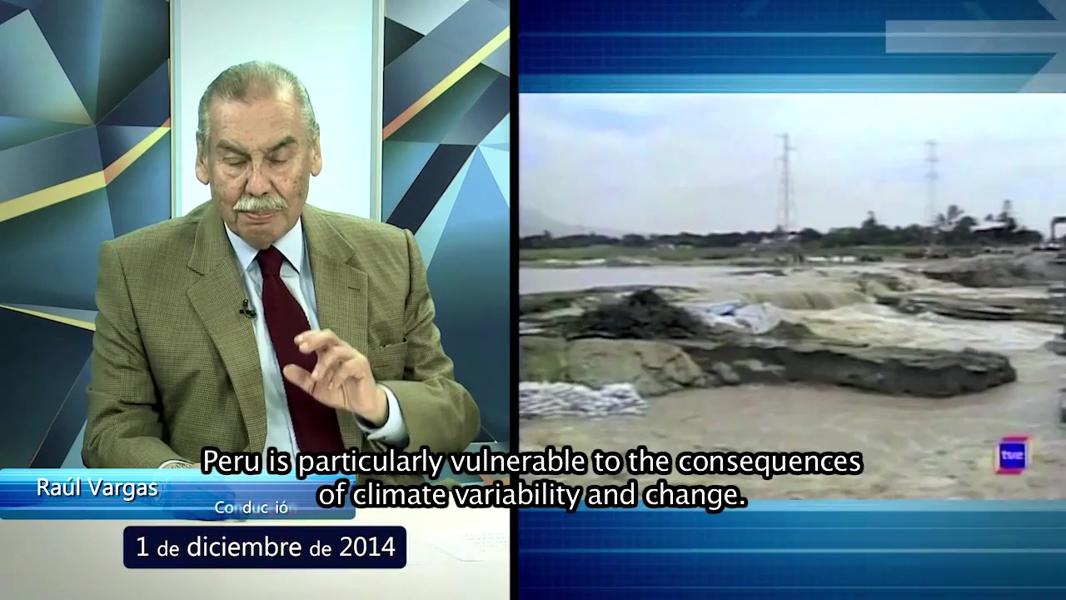 Peru is particularly vulnerable to the consequences
of climate variability and change.
Raúl Vargas
1 de diciembre de 2014
tve